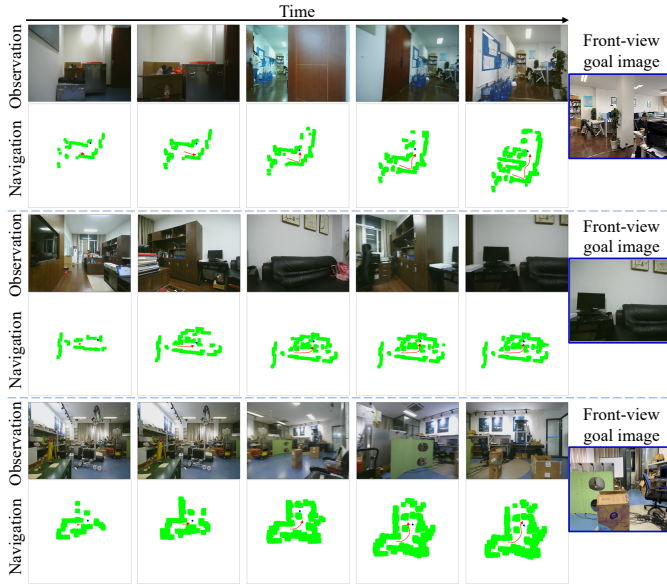 Time
Observation
Navigation
Front-view
goal image
Observation
Navigation
Front-view
goal image
Observation
Navigation
Front-view
goal image